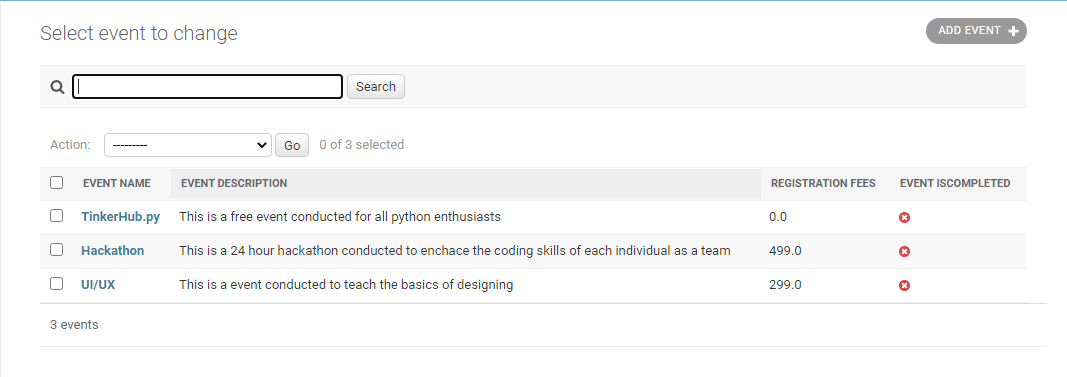 Select event to change
ADD EVENT +
Search
Action: --------- Go 0 of 3 selected
EVENT NAME EVENT DESCRIPTION REGISTRATION FEES EVENT ISCOMPLETED
TinkerHub.py This is a free event conducted for all python enthusiasts 0.0
Hackathon This is a 24 hour hackathon conducted to enchace the coding skills of each individual as a team 499.0
UI/UX This is a event conducted to teach the basics of designing 299.0
3 events